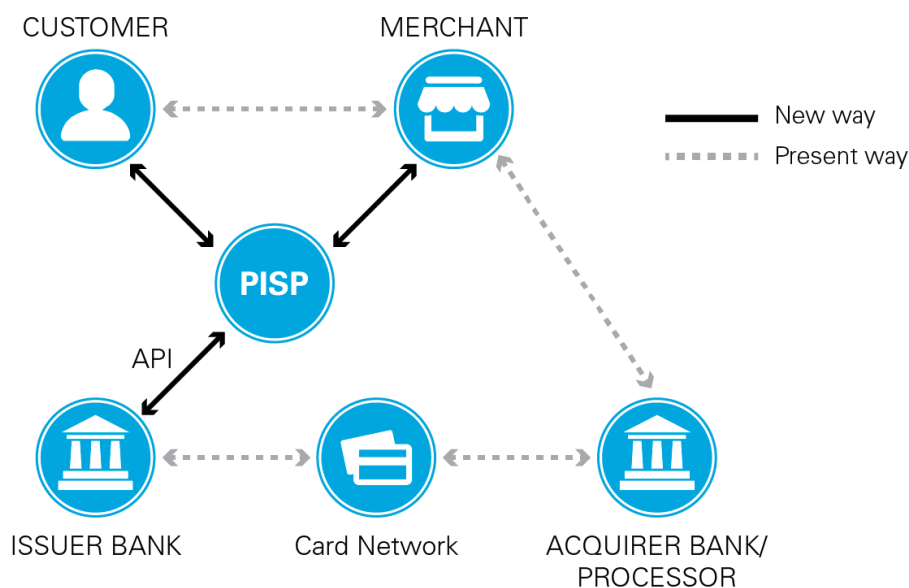 CUSTOMER
MERCHANT
New way
Present way
PISP
API
ISSUER BANK
Card Network
ACQUIRER BANK/
PROCESSOR